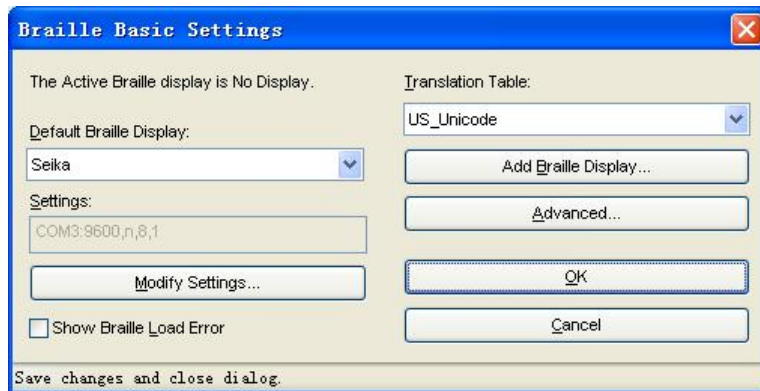 Braille Basic Settings
The Active Braille display is No Display.
Default Braille Display:
Seika
Settings:
COM3:9600,n,8,1
Modify Settings...
Show Braille Load Error
Translation Table:
US_Unicode
Add Braille Display...
Advanced...
OK
Cancel
Save changes and close dialog.